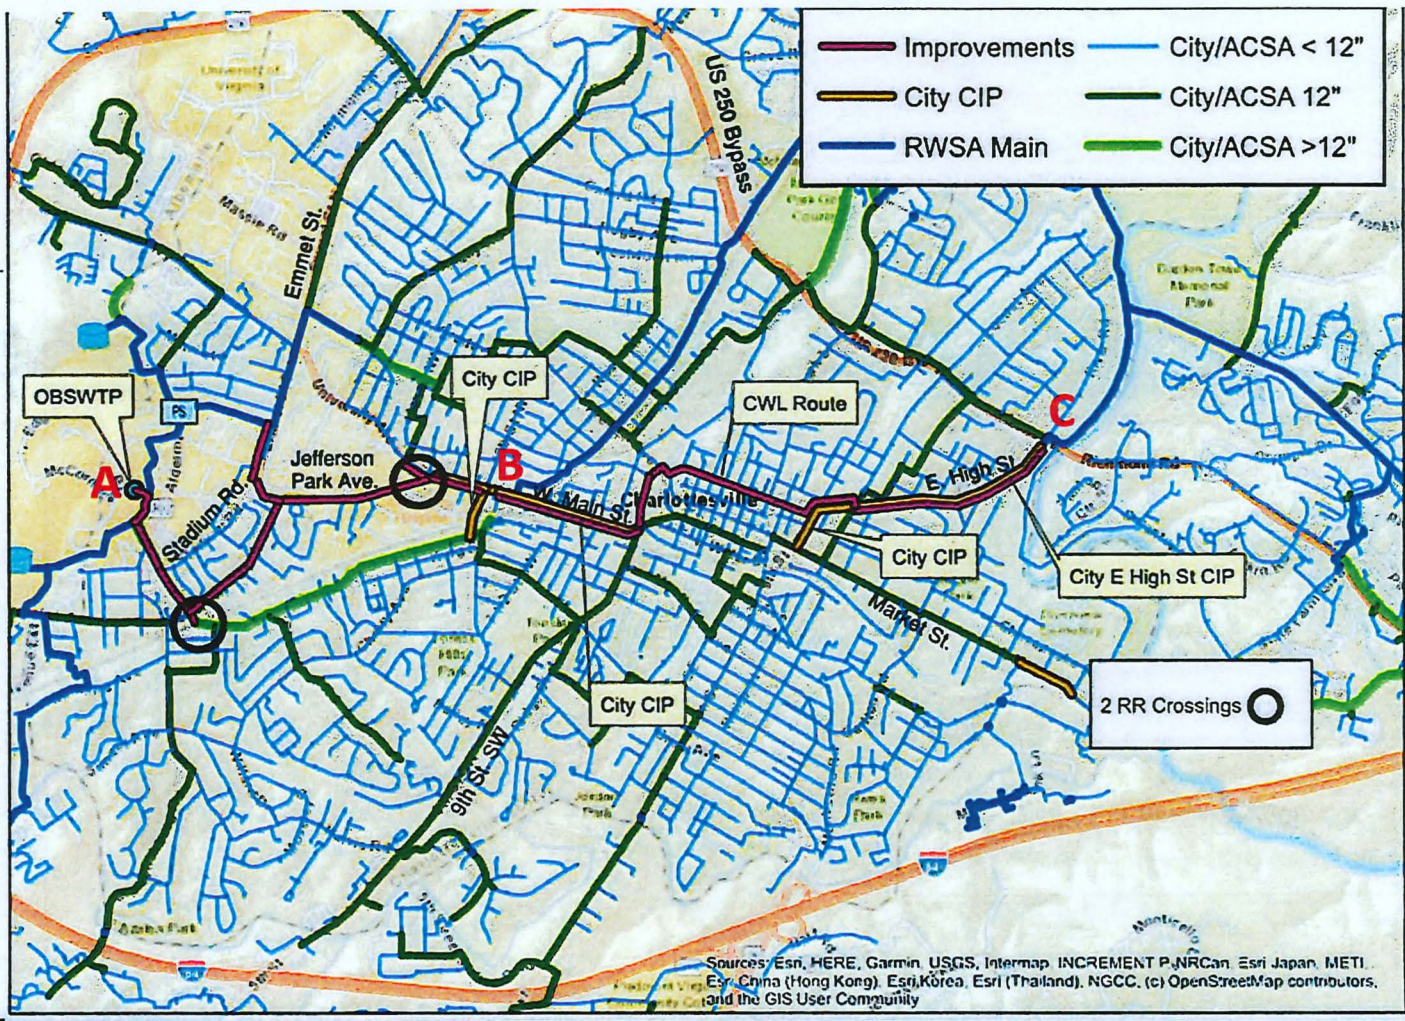 Improvements
City/ACSA < 12"
City CIP
City/ACSA 12"
RWSA Main
City/ACSA >12"
US 250 Bypass
University of
Virginia
Massie Rd
Emmet St.
City CIP
OBSWTP
PS
CWL Route
C
Jefferson
Park Ave.
B
A
Stadium Rd.
W. Main St.
Charlottesville
E. High St.
City CIP
City E High St CIP
Market St.
City CIP
2 RR Crossings
9th St. SW
Sources: Esri, HERE, Garmin, USGS, Intermap, INCREMENT P, NRCan, Esri Japan, METI,
Esri China (Hong Kong), Esri Korea, Esri (Thailand), NGCC, (c) OpenStreetMap contributors,
and the GIS User Community